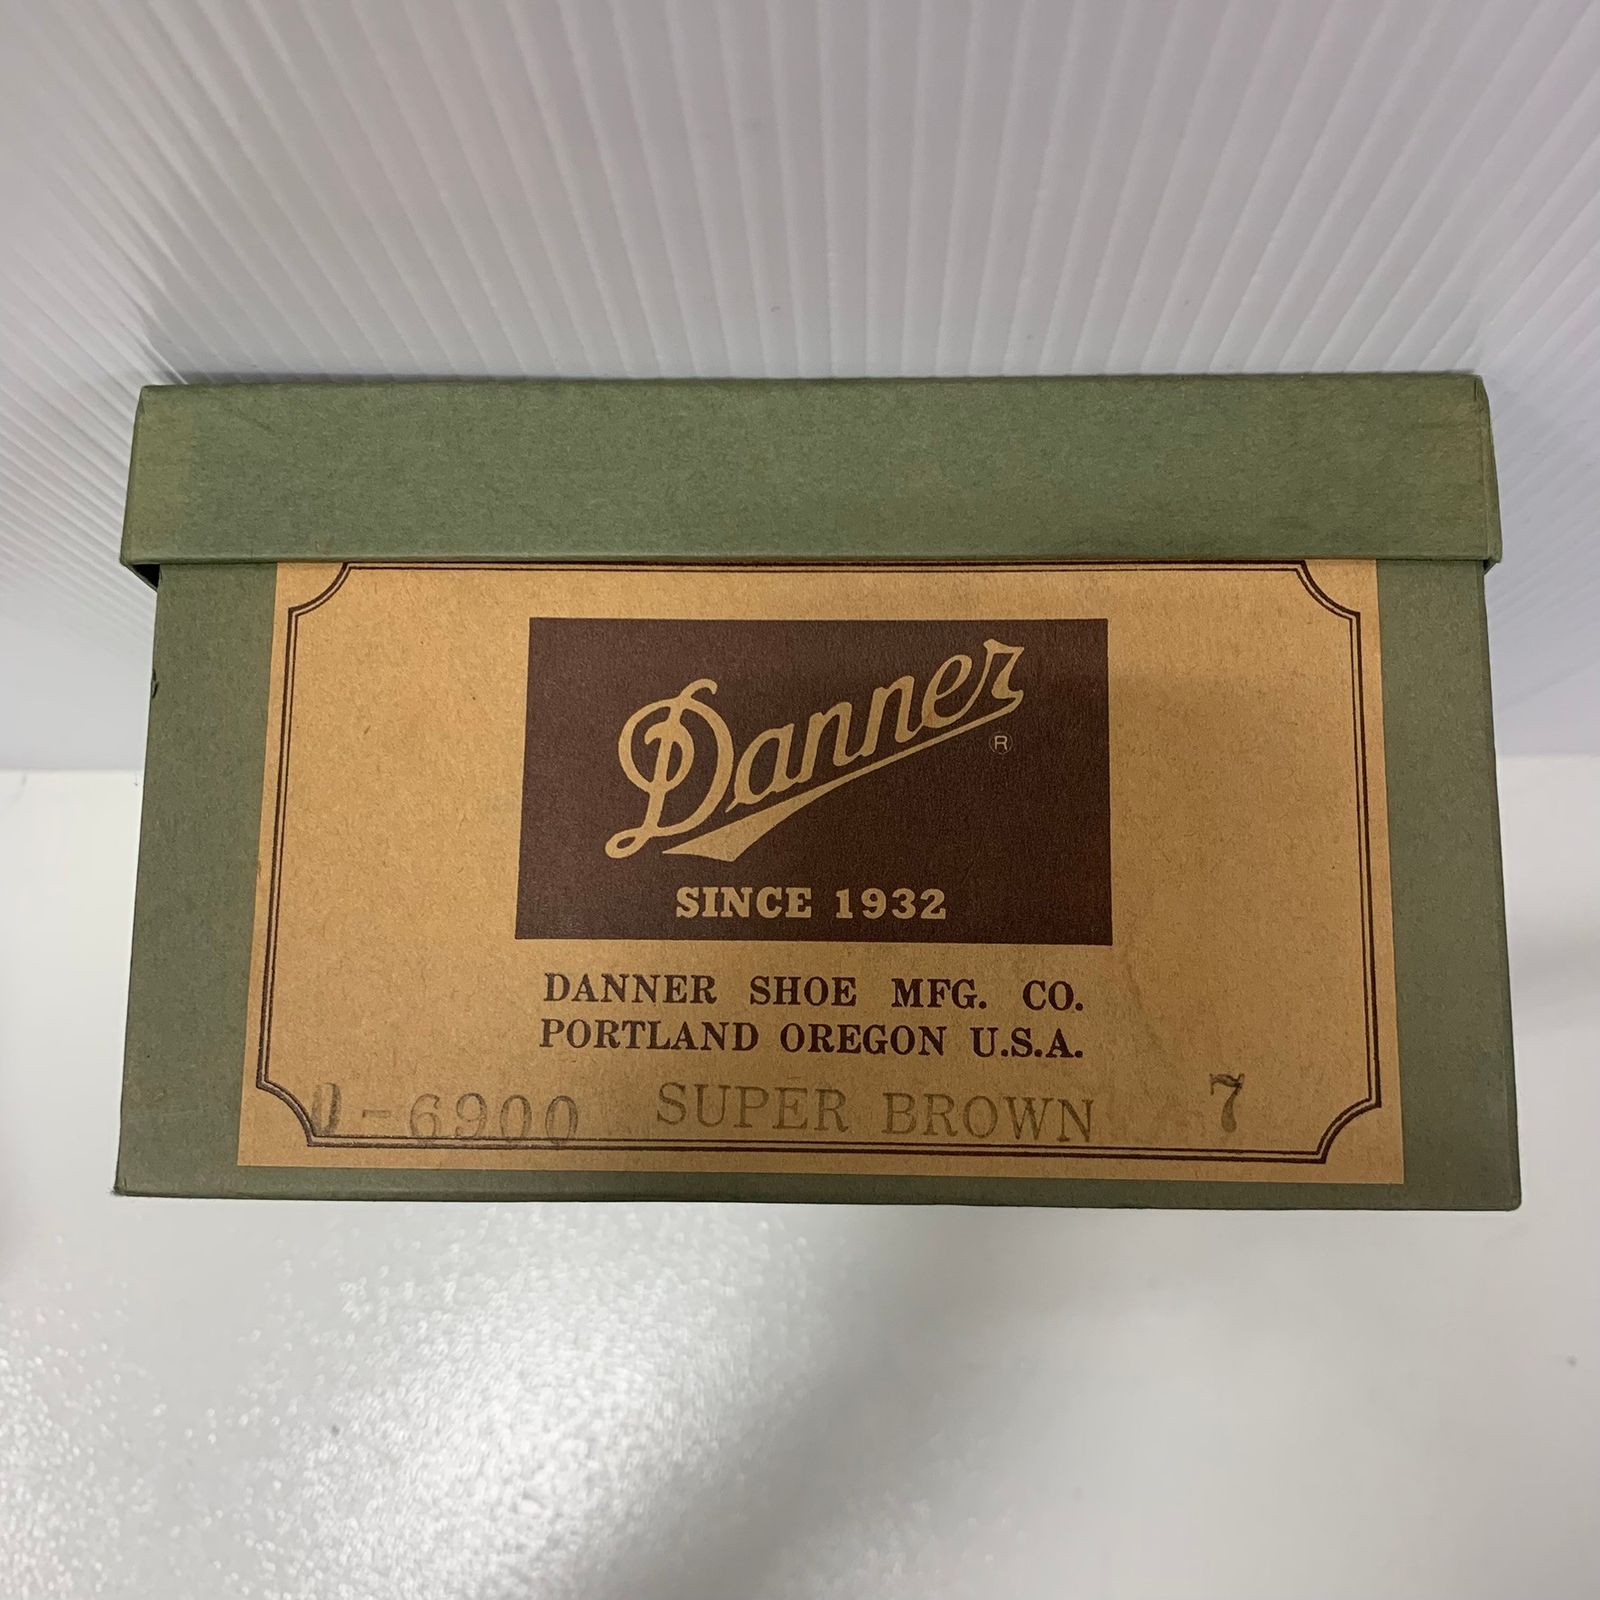 Danner ®
SINCE 1932
DANNER SHOE MFG. CO.
PORTLAND OREGON U.S.A.
D-6900 SUPER BROWN 7